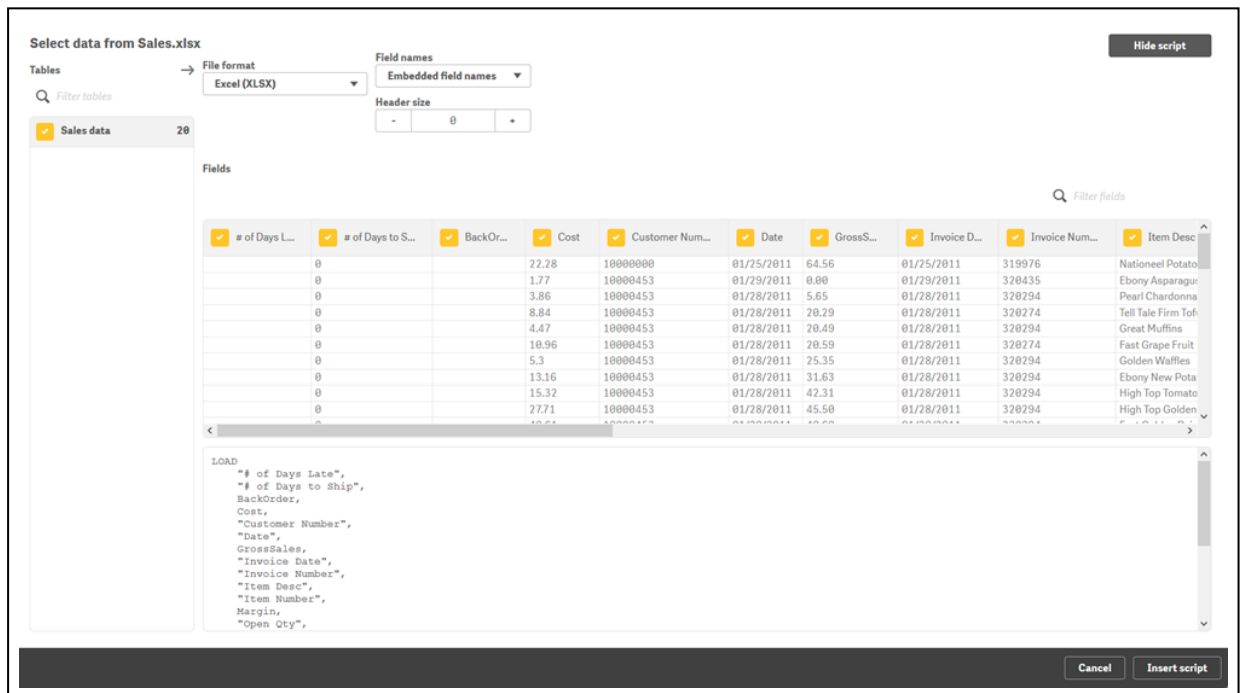 Select data from Sales.xlsx
Hide script
Tables
File format
Field names
Excel (XLSX)
Embedded field names
Filter tables
Header size
- 0 +
Sales data 20
Fields
Filter fields
# of Days L... # of Days to S... BackOr... Cost Customer Num... Date GrossS... Invoice D... Invoice Num... Item Desc
0 22.28 10000000 01/25/2011 64.56 01/25/2011 319976 Nationeel Potato
0 1.77 10000453 01/29/2011 0.00 01/29/2011 320435 Ebony Asparagus
0 3.86 10000453 01/28/2011 5.65 01/28/2011 320294 Pearl Chardonna
0 8.84 10000453 01/28/2011 20.29 01/28/2011 320274 Tell Tale Firm Tof
0 4.47 10000453 01/28/2011 20.49 01/28/2011 320294 Great Muffins
0 10.96 10000453 01/28/2011 20.59 01/28/2011 320274 Fast Grape Fruit
0 5.3 10000453 01/28/2011 25.35 01/28/2011 320294 Golden Waffles
0 13.16 10000453 01/28/2011 31.63 01/28/2011 320294 Ebony New Pota
0 15.32 10000453 01/28/2011 42.31 01/28/2011 320294 High Top Tomato
0 27.71 10000453 01/28/2011 45.50 01/28/2011 320294 High Top Golden
LOAD
"# of Days Late",
"# of Days to Ship",
BackOrder,
Cost,
"Customer Number",
"Date",
GrossSales,
"Invoice Date",
"Invoice Number",
"Item Desc",
"Item Number",
Margin,
"Open Qty",
Cancel
Insert script